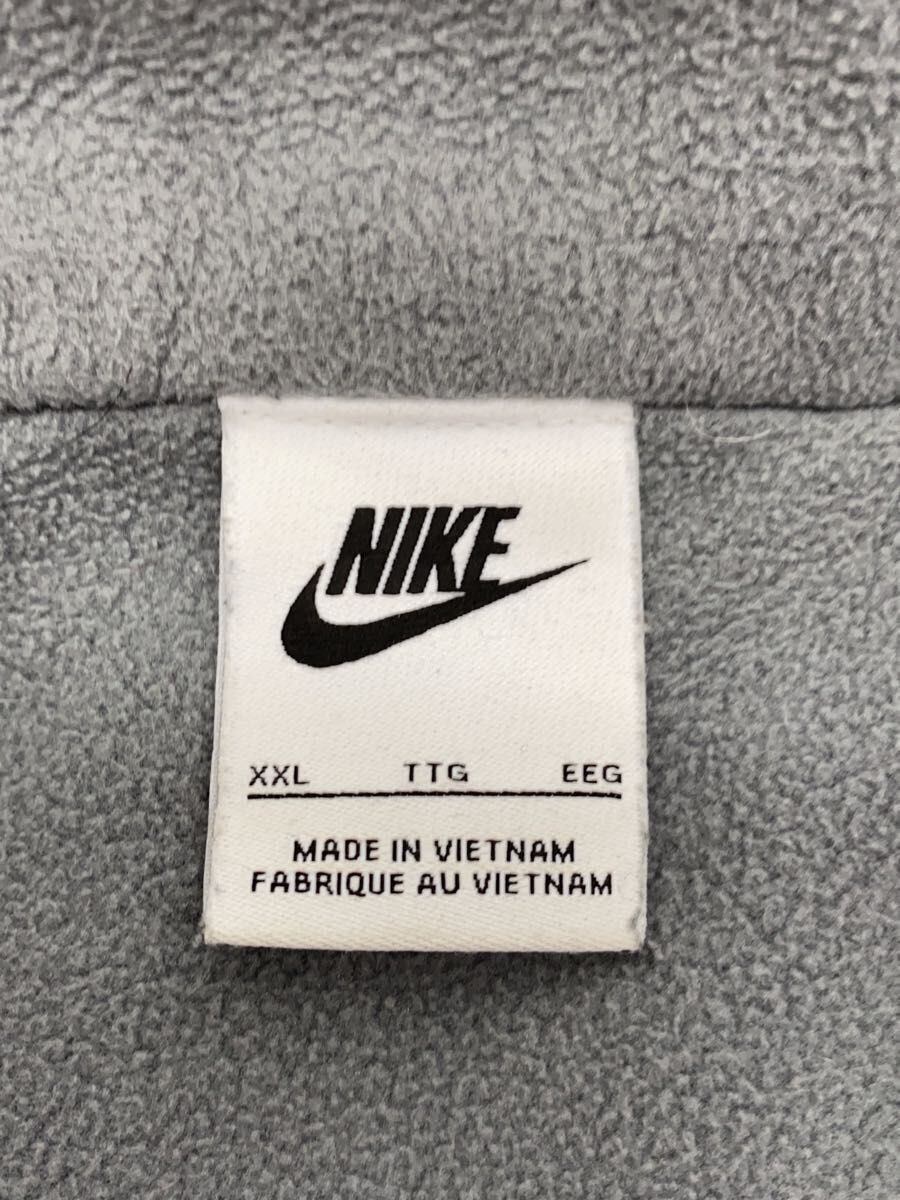 NIKE
XXL TTG EEG
MADE IN VIETNAM
FABRIQUE AU VIETNAM